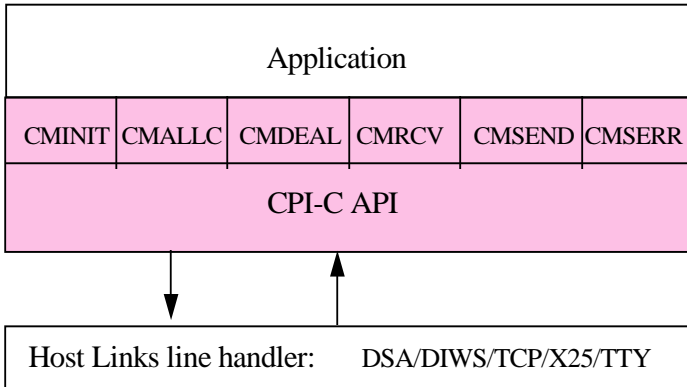 Application
CMINIT CMALLC CMDEAL CMRCV CMSEND CMSERR
CPI-C API
Host Links line handler: DSA/DIWS/TCP/X25/TTY